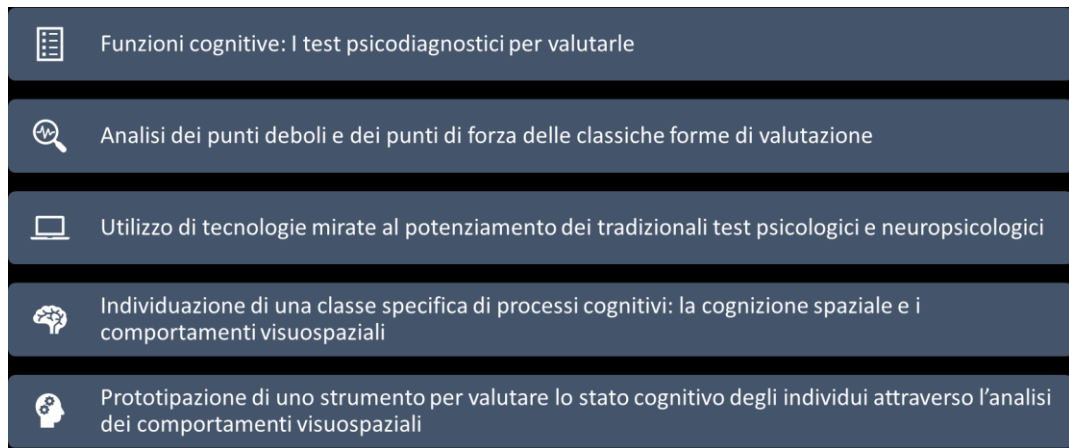 Funzioni cognitive: I test psicodiagnostici per valutarle
Analisi dei punti deboli e dei punti di forza delle classiche forme di valutazione
Utilizzo di tecnologie mirate al potenziamento dei tradizionali test psicologici e neuropsicologici
Individuazione di una classe specifica di processi cognitivi: la cognizione spaziale e i
comportamenti visuospaziali
Prototipazione di uno strumento per valutare lo stato cognitivo degli individui attraverso l’analisi
dei comportamenti visuospaziali